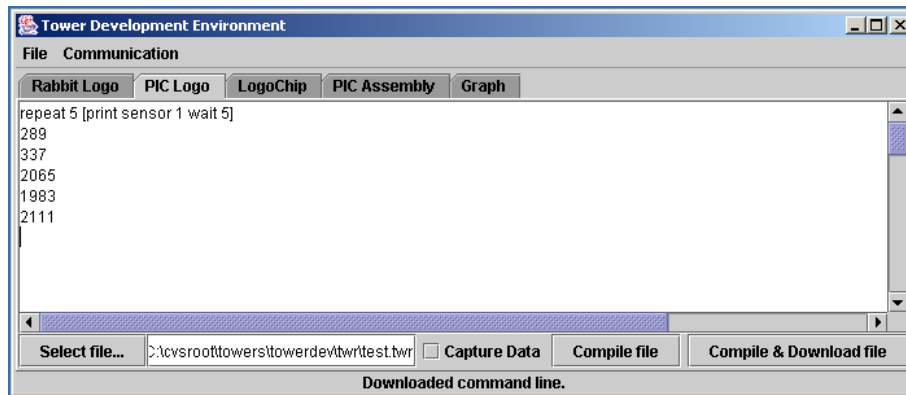 Tower Development Environment
File Communication
Rabbit Logo PIC Logo LogoChip PIC Assembly Graph
repeat 5 [print sensor 1 wait 5]
289
337
2065
1983
2111
Select file... C:\cvsroot\towers\towerdev\twr\test.twr Capture Data Compile file Compile & Download file
Downloaded command line.